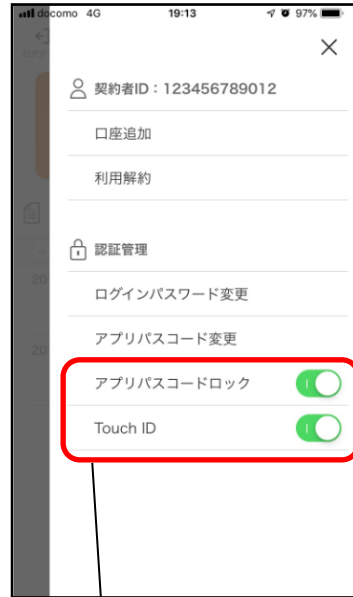 docomo 4G 19:13 97%
契約者ID：123456789012
口座追加
利用解約
認証管理
20
ログインパスワード変更
アプリパスコード変更
20
アプリパスコードロック
Touch ID